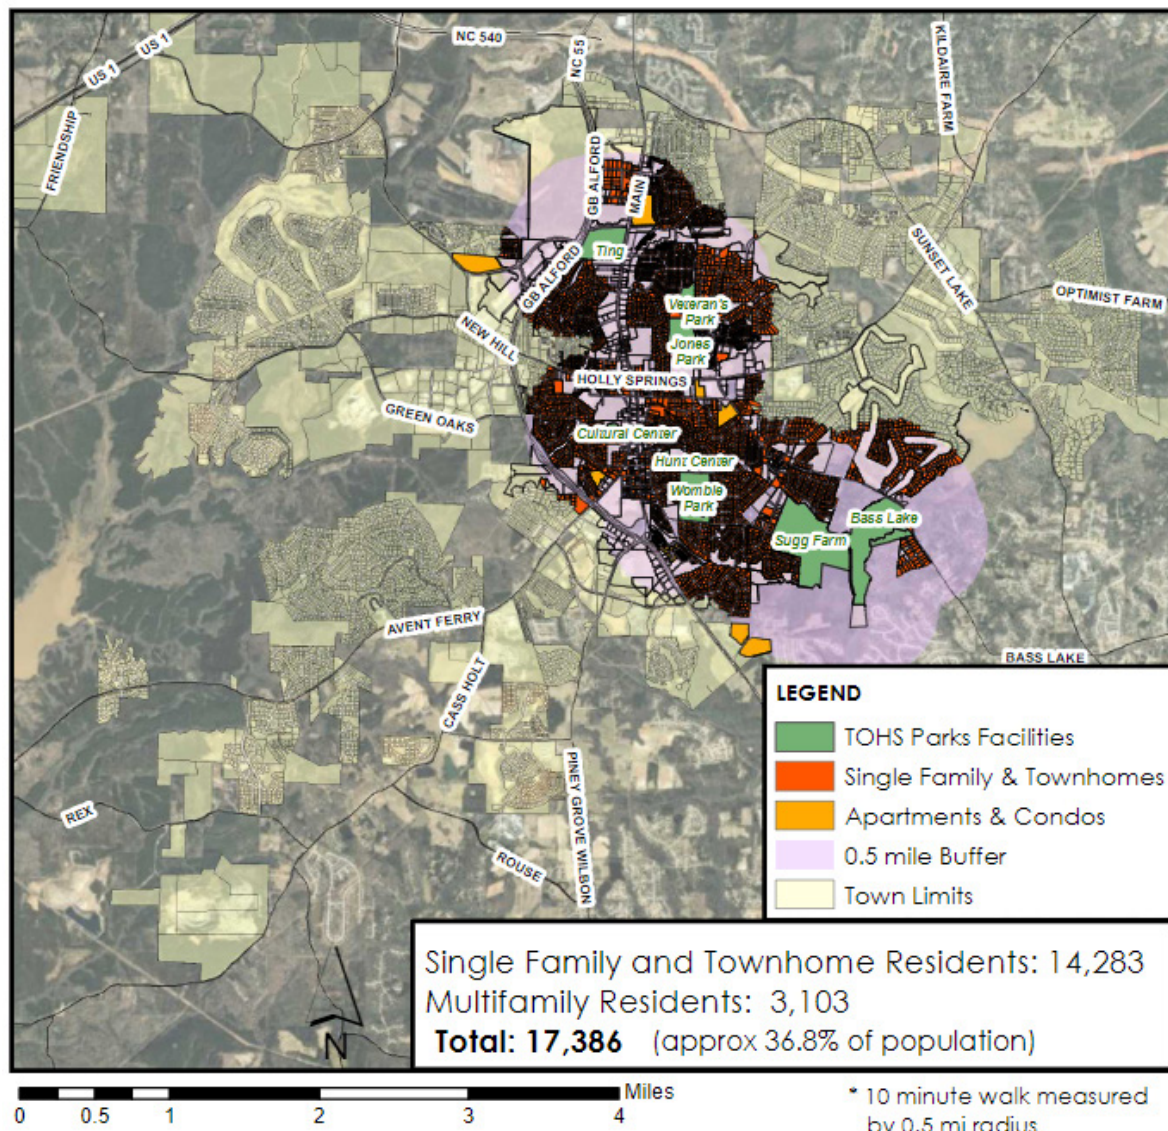 NC 540
NC 55
KILDAIRE FARM
US 1
US 1
FRIENDSHIP
GB ALFORD
MAIN
Ting
GB ALFORD
SUNSET LAKE
OPTIMIST FARM
Veteran's
Park
NEW HILL
Jones
Park
HOLLY SPRINGS
GREEN OAKS
Cultural Center
Hunt Center
Womble
Park
Bass Lake
Sugg Farm
AVENT FERRY
BASS LAKE
CASS HOLT
PINEY GROVE WILBON
REX
ROUSE
LEGEND
TOHS Parks Facilities
Single Family & Townhomes
Apartments & Condos
0.5 mile Buffer
Town Limits
Single Family and Townhome Residents: 14,283
Multifamily Residents: 3,103
Total: 17,386 (approx 36.8% of population)
N
Miles
0 0.5 1 2 3 4
* 10 minute walk measured
by 0.5 mi radius